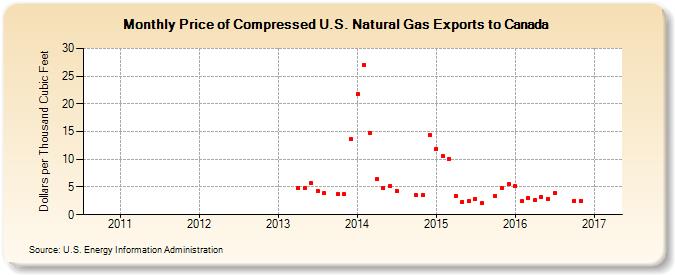 Monthly Price of Compressed U.S. Natural Gas Exports to Canada
Dollars per Thousand Cubic Feet
30
25
20
15
10
5
0
2011 2012 2013 2014 2015 2016 2017
Source: U.S. Energy Information Administration